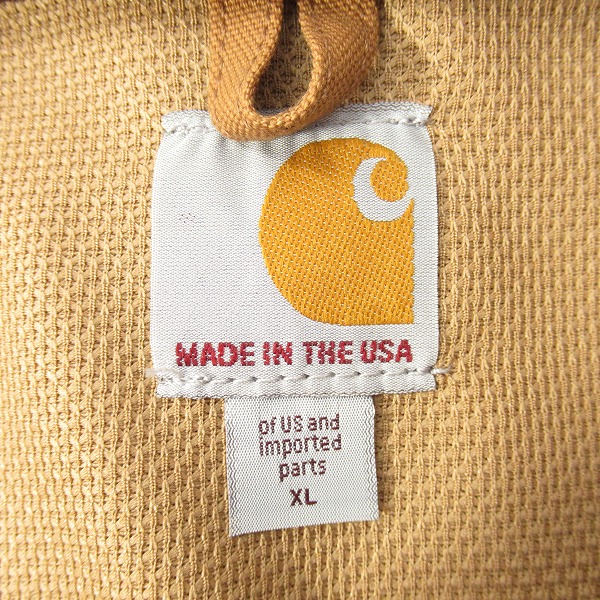 MADE IN THE USA
of US and
imported
parts
XL